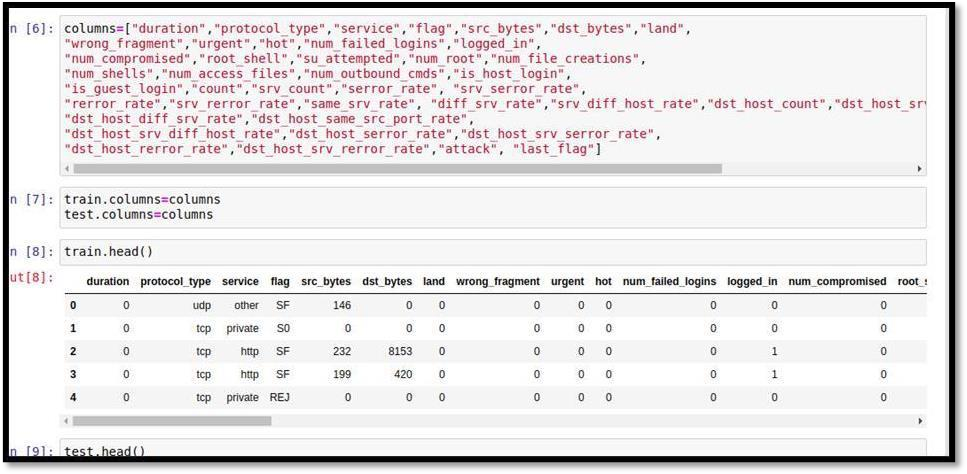 n [6]: columns=["duration","protocol_type","service","flag","src_bytes","dst_bytes","land",
"wrong_fragment","urgent","hot","num_failed_logins","logged_in",
"num_compromised","root_shell","su_attempted","num_root","num_file_creations",
"num_shells","num_access_files","num_outbound_cmds","is_host_login",
"is_guest_login","count","srv_count","serror_rate", "srv_serror_rate",
"rerror_rate","srv_rerror_rate","same_srv_rate", "diff_srv_rate","srv_diff_host_rate","dst_host_count","dst_host_srv
"dst_host_diff_srv_rate","dst_host_same_src_port_rate",
"dst_host_srv_diff_host_rate","dst_host_serror_rate","dst_host_srv_serror_rate",
"dst_host_rerror_rate","dst_host_srv_rerror_rate","attack", "last_flag"]
n [7]: train.columns=columns
test.columns=columns
n [8]: train.head()
ut[8]:
duration protocol_type service flag src_bytes dst_bytes land wrong_fragment urgent hot num_failed_logins logged_in num_compromised root_s
0 0 udp other SF 146 0 0 0 0 0 0 0 0
1 0 tcp private S0 0 0 0 0 0 0 0 0 0
2 0 tcp http SF 232 8153 0 0 0 0 0 1 0
3 0 tcp http SF 199 420 0 0 0 0 0 1 0
4 0 tcp private REJ 0 0 0 0 0 0 0 0 0
n [9]: test.head()